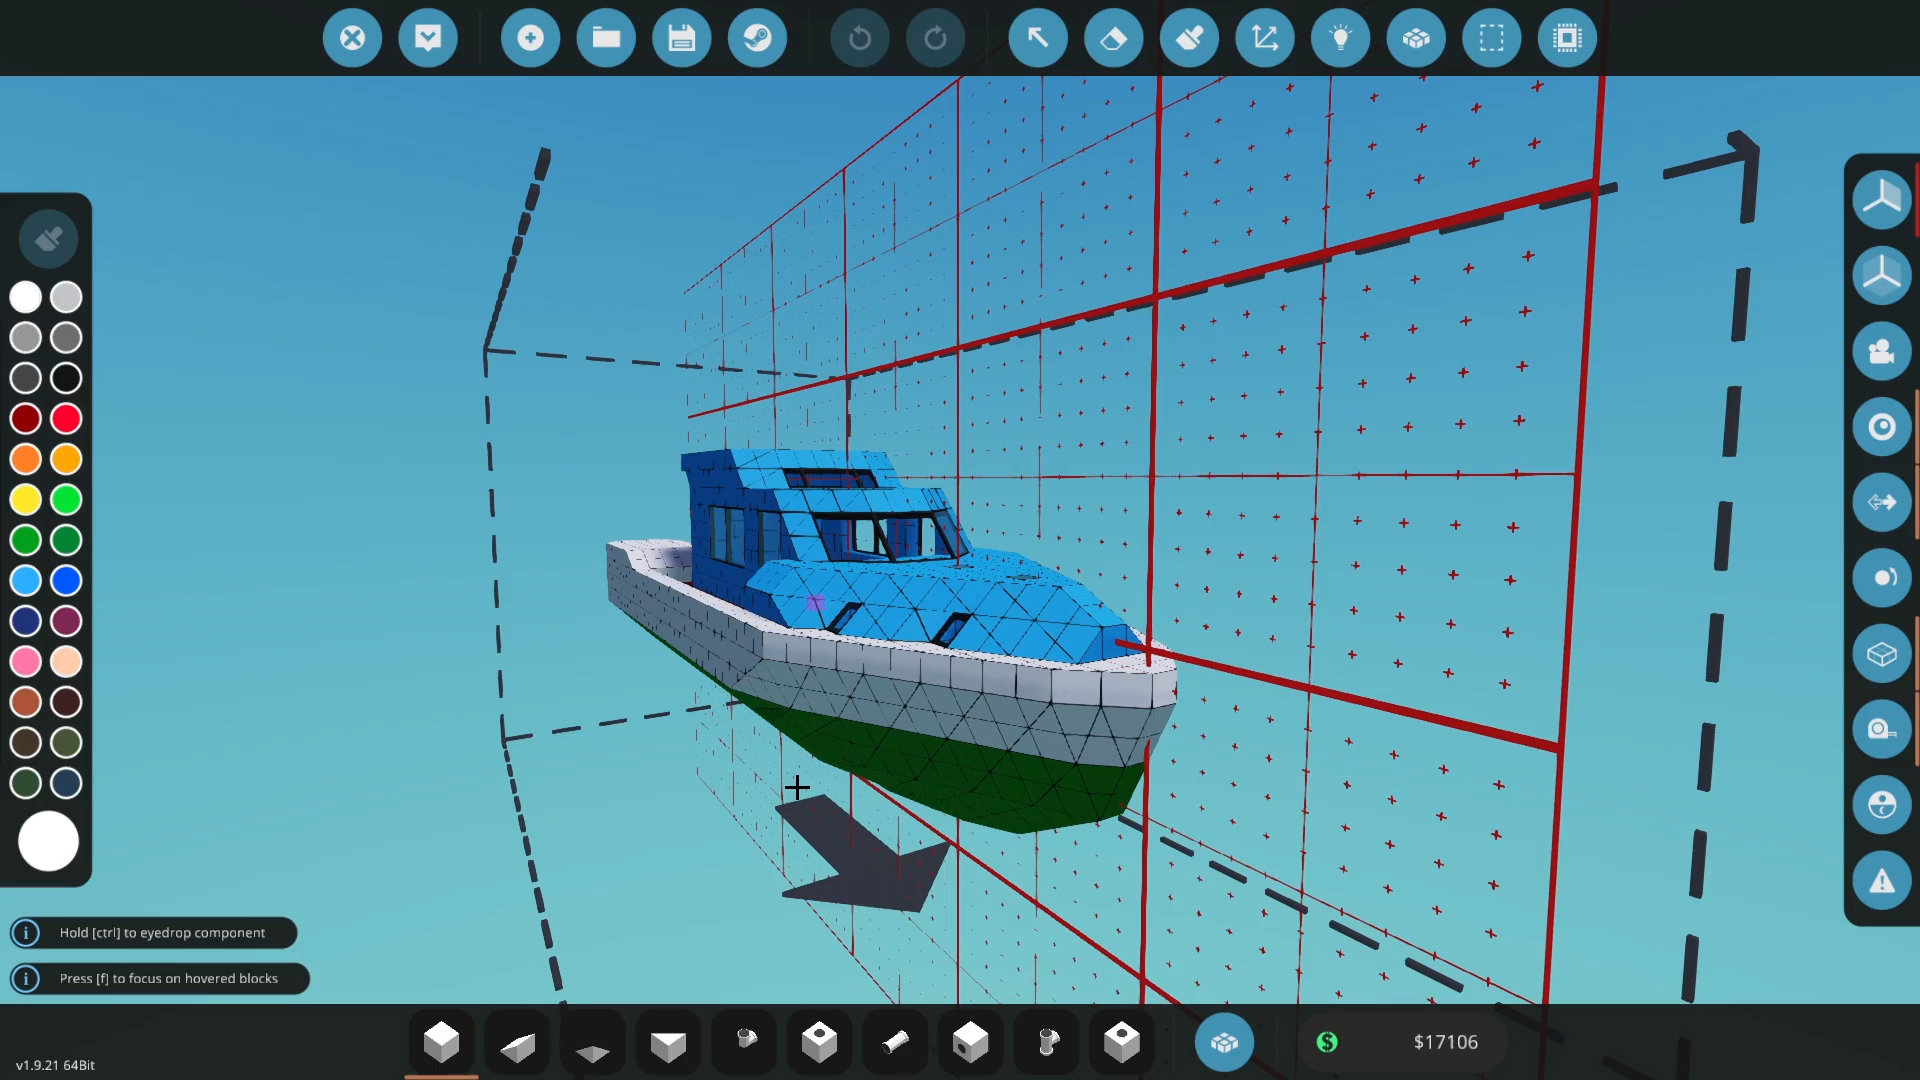 Hold [ctrl] to eyedrop component
Press [f] to focus on hovered blocks
$17106
v1.9.21 64Bit